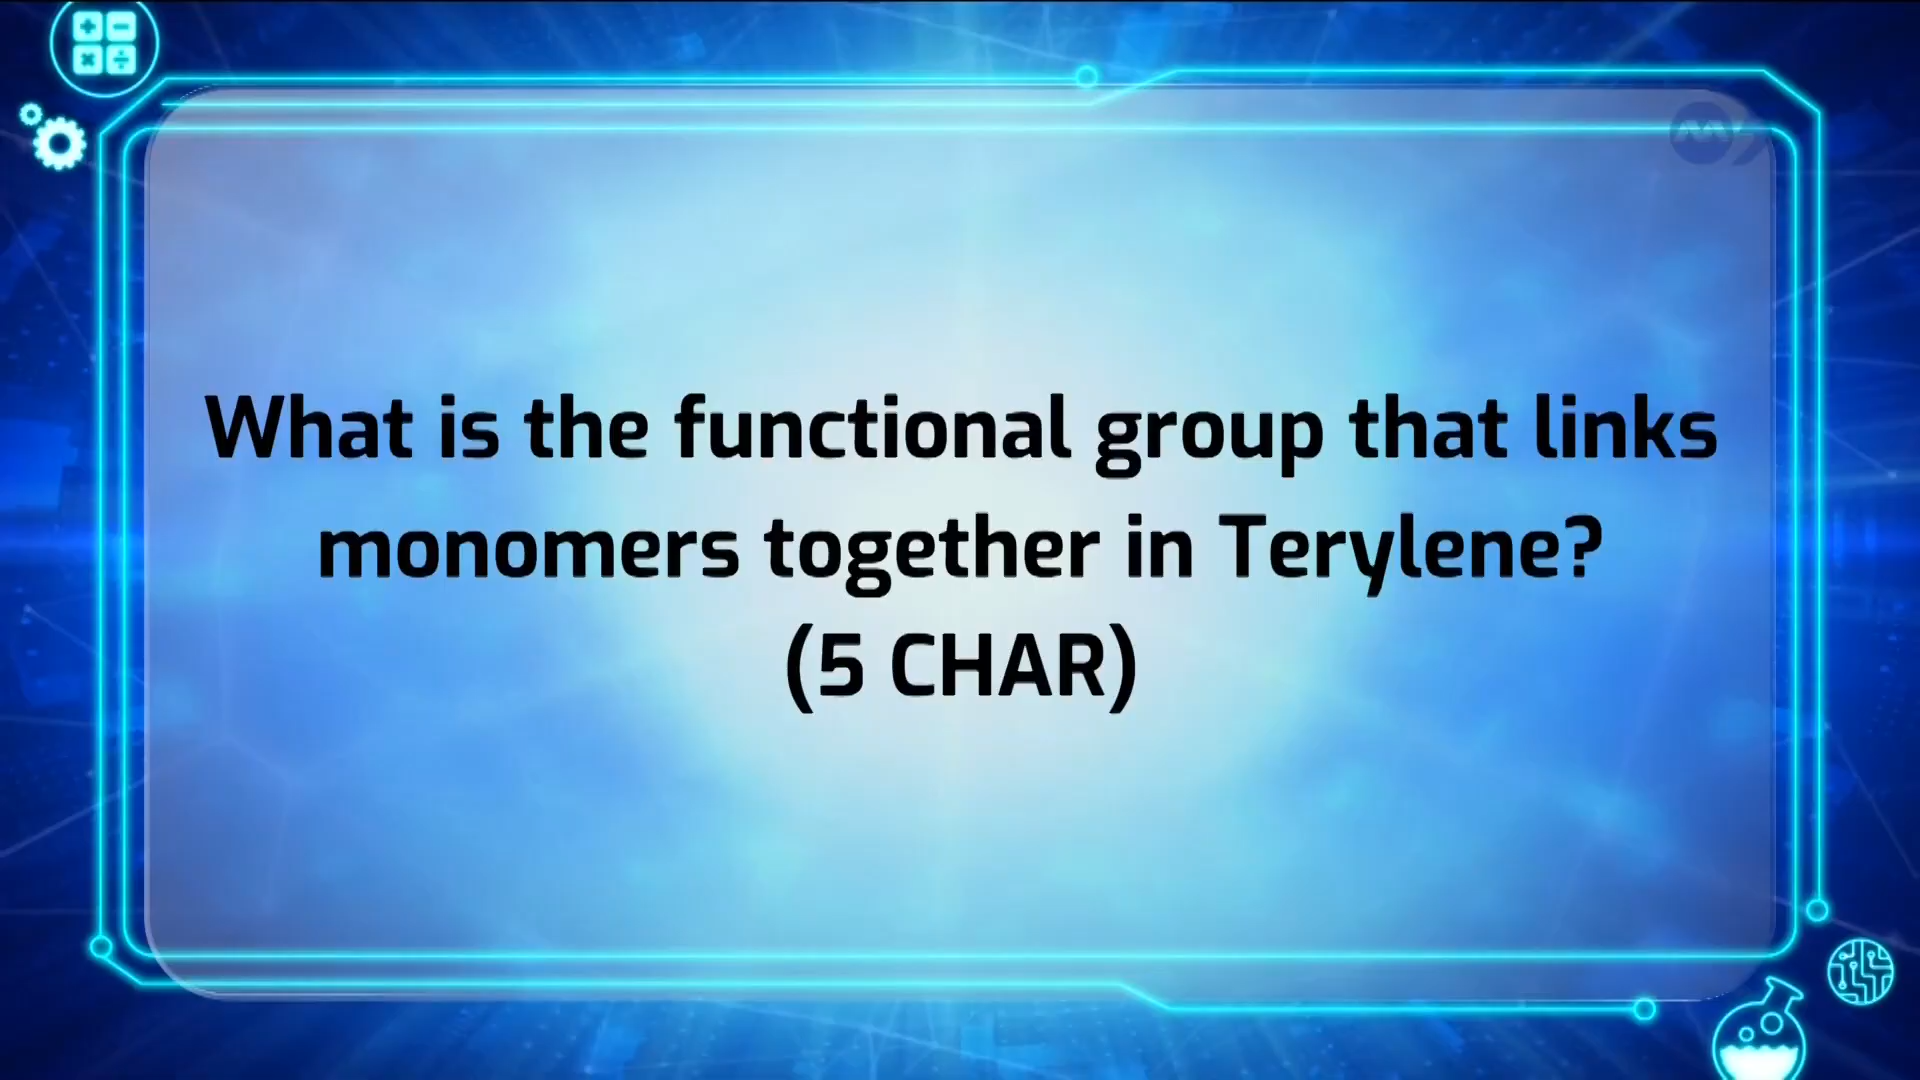 What is the functional group that links
monomers together in Terylene?
(5 CHAR)